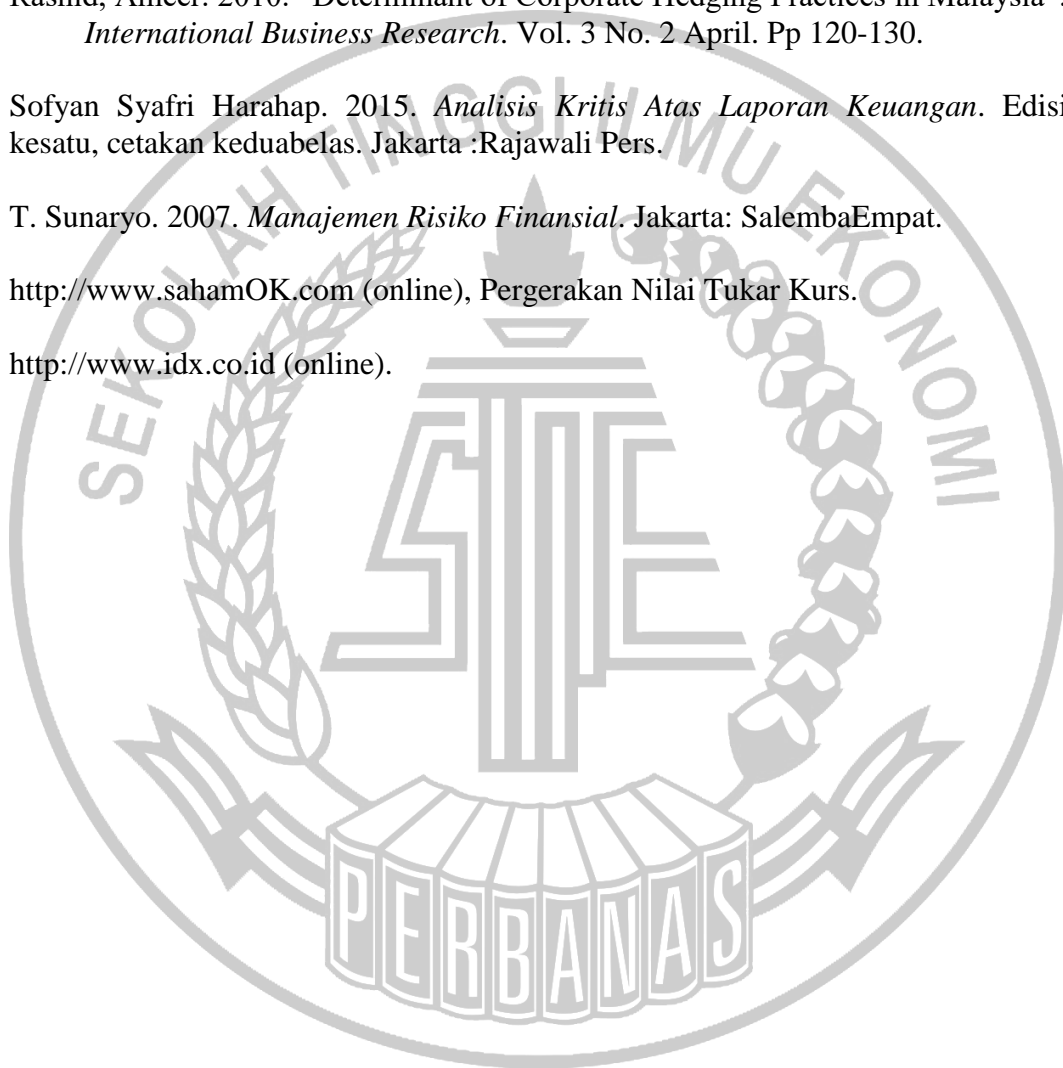 International Business Research. Vol. 3 No. 2 April. Pp 120-130.
Sofyan Syafri Harahap. 2015. Analisis Kritis Atas Laporan Keuangan. Edisi
kesatu, cetakan keduabelas. Jakarta :Rajawali Pers.
T. Sunaryo. 2007. Manajemen Risiko Finansial. Jakarta: SalembaEmpat.
http://www.sahamOK.com (online), Pergerakan Nilai Tukar Kurs.
http://www.idx.co.id (online).
SEKOLAH TINGGI ILMU EKONOMI
STIE
PERBANAS